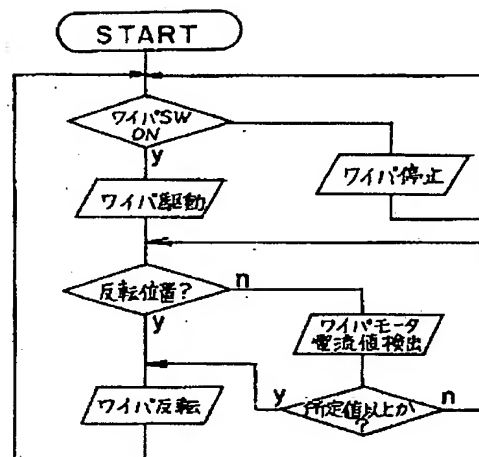 START
ワイパSW
ON
y
ワイパ停止
ワイパ駆動
反転位置?
n
y
ワイパモータ
電流値検出
y
所定値以上か
?
n
ワイパ反転